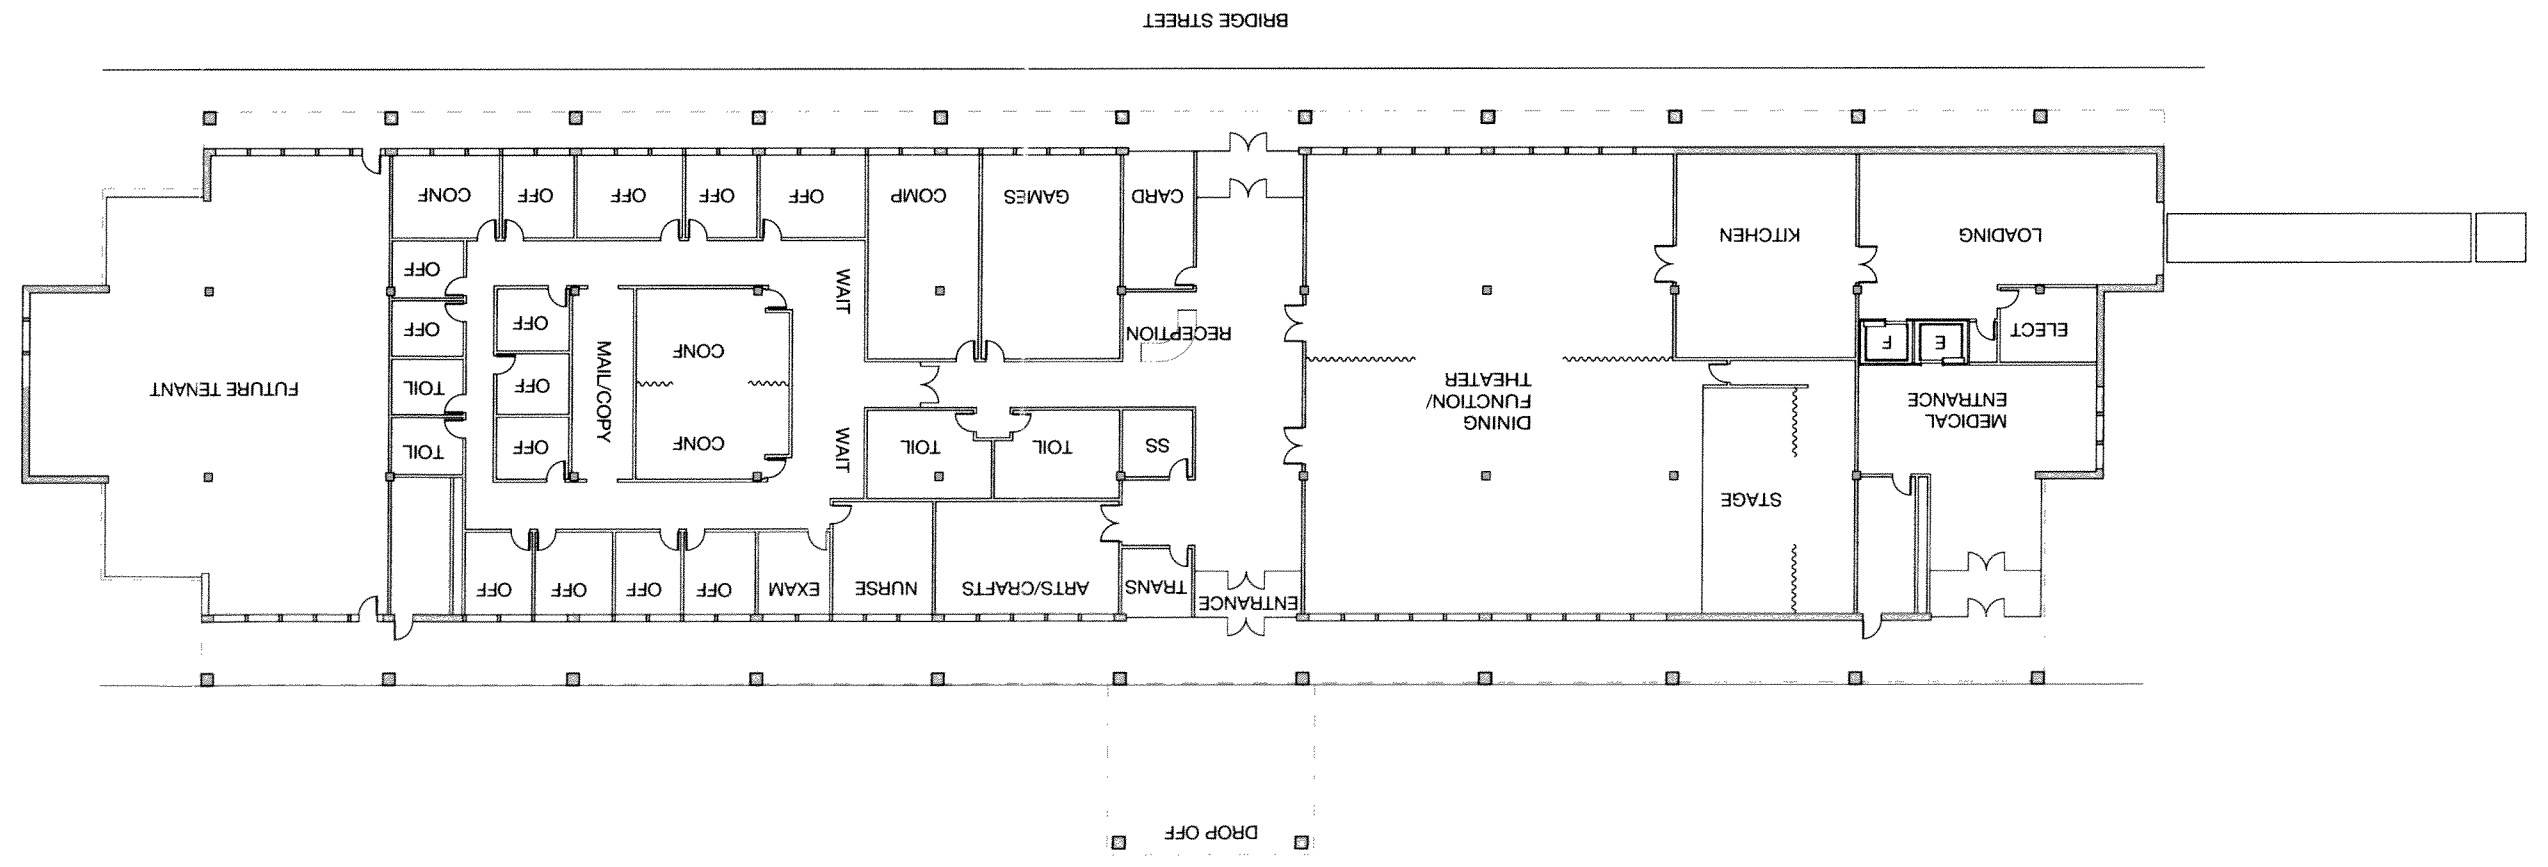 BRIDGE STREET
CONF
OFF
OFF
OFF
OFF
COMP
GAMES
CARD
KITCHEN
LOADING
OFF
WAIT
OFF
OFF
CONF
MAIL/COPY
RECEPTION
ELECT
F
E
FUTURE TENANT
TOIL
OFF
DINING
FUNCTION/
THEATER
MEDICAL
ENTRANCE
TOIL
OFF
CONF
WAIT
TOIL
TOIL
SS
STAGE
OFF
OFF
OFF
OFF
EXAM
NURSE
ARTS/CRAFTS
TRANS
ENTRANCE
DROP OFF